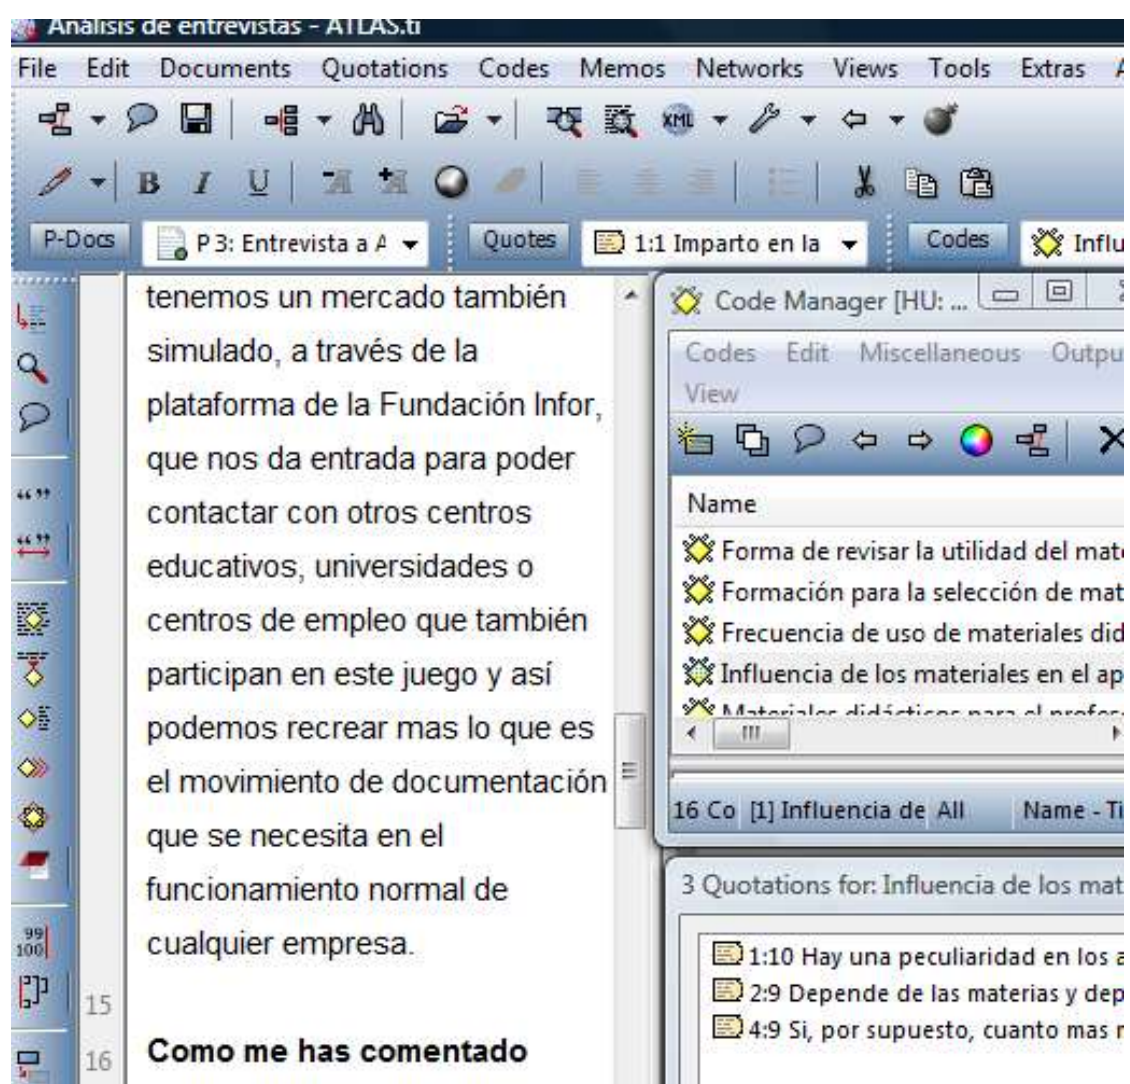 Análisis de entrevistas - ATLAS.ti
File Edit Documents Quotations Codes Memos Networks Views Tools Extras A
XML
B I U
P-Docs P 3: Entrevista a A Quotes 1:1 Imparto en la Codes Influ
tenemos un mercado también
simulado, a través de la
plataforma de la Fundación Infor,
que nos da entrada para poder
contactar con otros centros
educativos, universidades o
centros de empleo que también
participan en este juego y así
podemos recrear mas lo que es
el movimiento de documentación
que se necesita en el
funcionamiento normal de
cualquier empresa.
15
16 Como me has comentado
99
100
Code Manager [HU: ...
Codes Edit Miscellaneous Outpu
View
Name
Forma de revisar la utilidad del mate
Formación para la selección de mat
Frecuencia de uso de materiales did
Influencia de los materiales en el ap
Materiales didácticos para el profes
16 Co [1] Influencia de All Name - Ti
3 Quotations for: Influencia de los mat
1:10 Hay una peculiaridad en los a
2:9 Depende de las materias y dep
4:9 Si, por supuesto, cuanto mas r